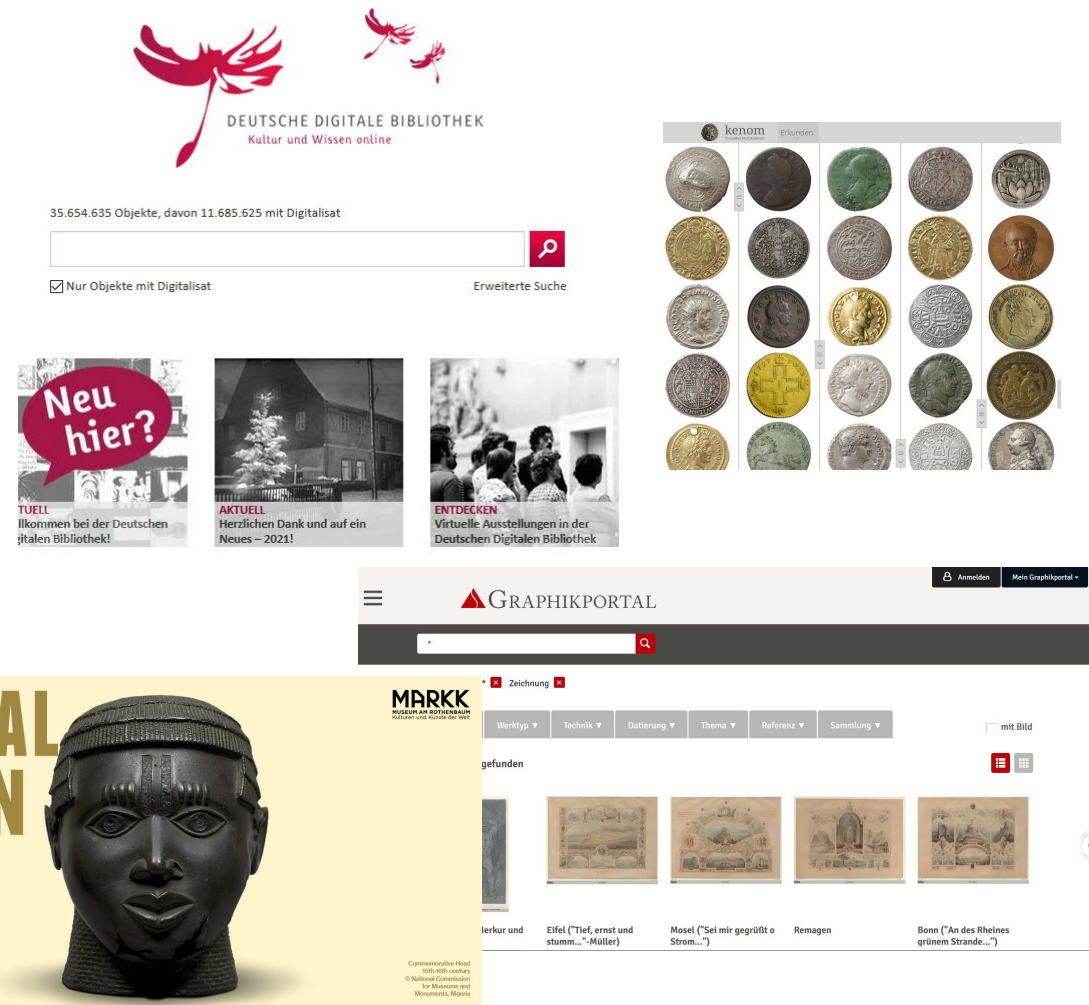 DEUTSCHE DIGITALE BIBLIOTHEK
Kultur und Wissen online
35.654.635 Objekte, davon 11.685.625 mit Digitalisat
Nur Objekte mit Digitalisat
Erweiterte Suche
Neu
hier?
TUELL
llkommen bei der Deutschen
gitalen Bibliothek!
AKTUELL
Herzlichen Dank und auf ein
Neues – 2021!
ENTDECKEN
Virtuelle Ausstellungen in der
Deutschen Digitalen Bibliothek
kenom
Erkunden
Anmelden
Mein Graphikportal
GRAPHIKPORTAL
*
* Zeichnung
Werktyp
Technik
Datierung
Thema
Referenz
Sammlung
mit Bild
gefunden
Merkur und
Eifel ("Tief, ernst und
stumm..."-Müller)
Mosel ("Sei mir gegrüßt o
Strom...")
Remagen
Bonn ("An des Rheines
grünem Strande...")
AL
N
MARKK
MUSEUM AM ROTHENBAUM
Kulturen und Künste der Welt
Commemorative Head
15th-16th century
© National Commission
for Museums and
Monuments, Nigeria